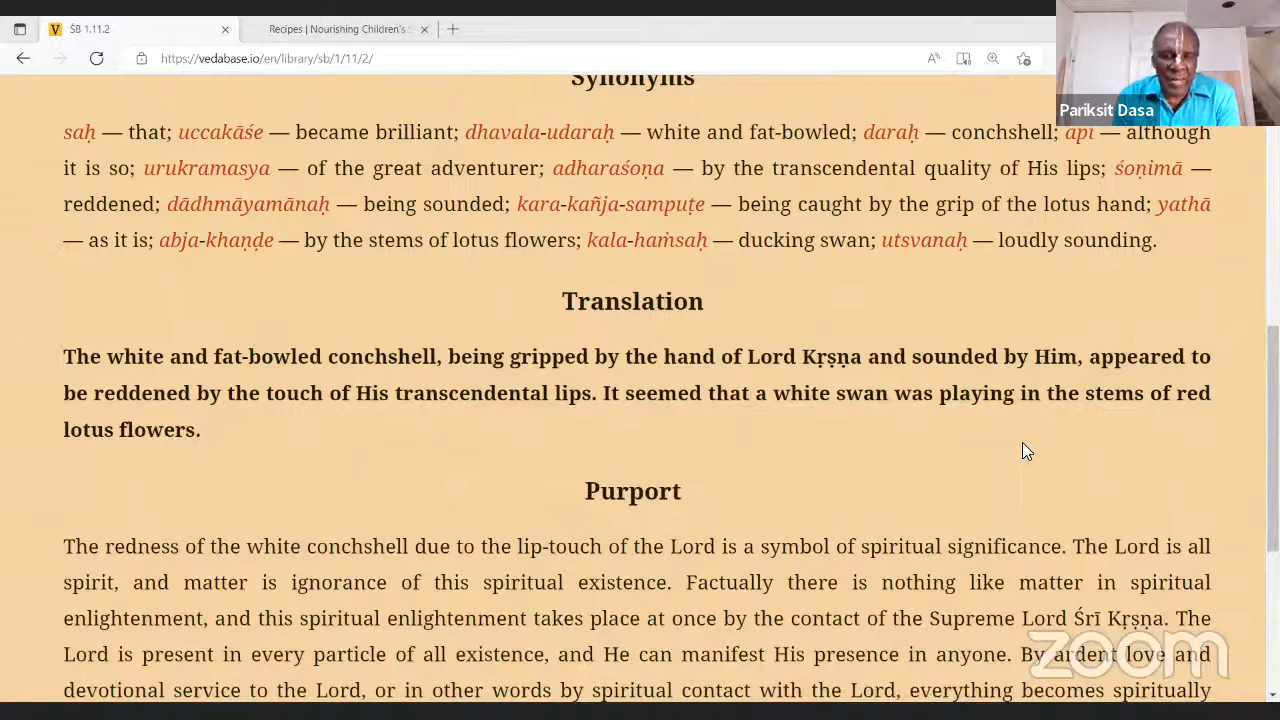 ŚB 1.11.2
Recipes | Nourishing Children's
https://vedabase.io/en/library/sb/1/11/2/
Pariksit Dasa
Synonyms
saḥ — that; uccakāśe — became brilliant; dhavala-udaraḥ — white and fat-bowled; daraḥ — conchshell; api — although
it is so; urukramasya — of the great adventurer; adharaśoṇa — by the transcendental quality of His lips; śoṇimā —
reddened; dādhmāyamānaḥ — being sounded; kara-kañja-sampuṭe — being caught by the grip of the lotus hand; yathā
— as it is; abja-khaṇḍe — by the stems of lotus flowers; kala-haṁsaḥ — ducking swan; utsvanaḥ — loudly sounding.
Translation
The white and fat-bowled conchshell, being gripped by the hand of Lord Kṛṣṇa and sounded by Him, appeared to
be reddened by the touch of His transcendental lips. It seemed that a white swan was playing in the stems of red
lotus flowers.
Purport
The redness of the white conchshell due to the lip-touch of the Lord is a symbol of spiritual significance. The Lord is all
spirit, and matter is ignorance of this spiritual existence. Factually there is nothing like matter in spiritual
enlightenment, and this spiritual enlightenment takes place at once by the contact of the Supreme Lord Śrī Kṛṣṇa. The
Lord is present in every particle of all existence, and He can manifest His presence in anyone. By ardent love and
devotional service to the Lord, or in other words by spiritual contact with the Lord, everything becomes spiritually
zoom